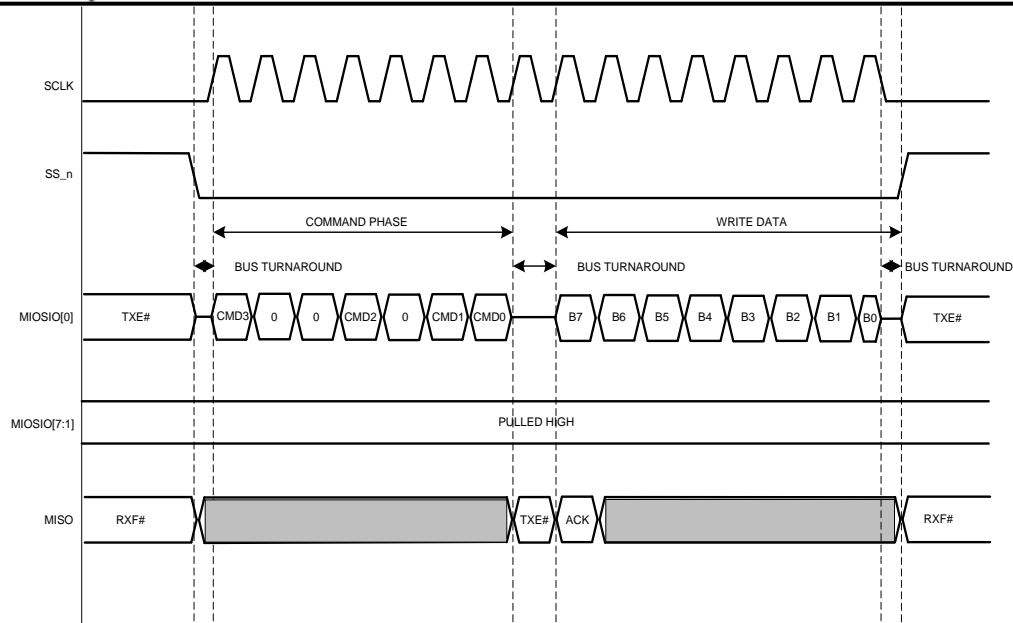 SCLK
SS_n
COMMAND PHASE WRITE DATA
BUS TURNAROUND BUS TURNAROUND BUS TURNAROUND
MIOSIO[0] TXE# CMD3 0 0 CMD2 0 CMD1 CMD0 B7 B6 B5 B4 B3 B2 B1 B0 TXE#
MIOSIO[7:1] PULLED HIGH
MISO RXF# TXE# ACK RXF#